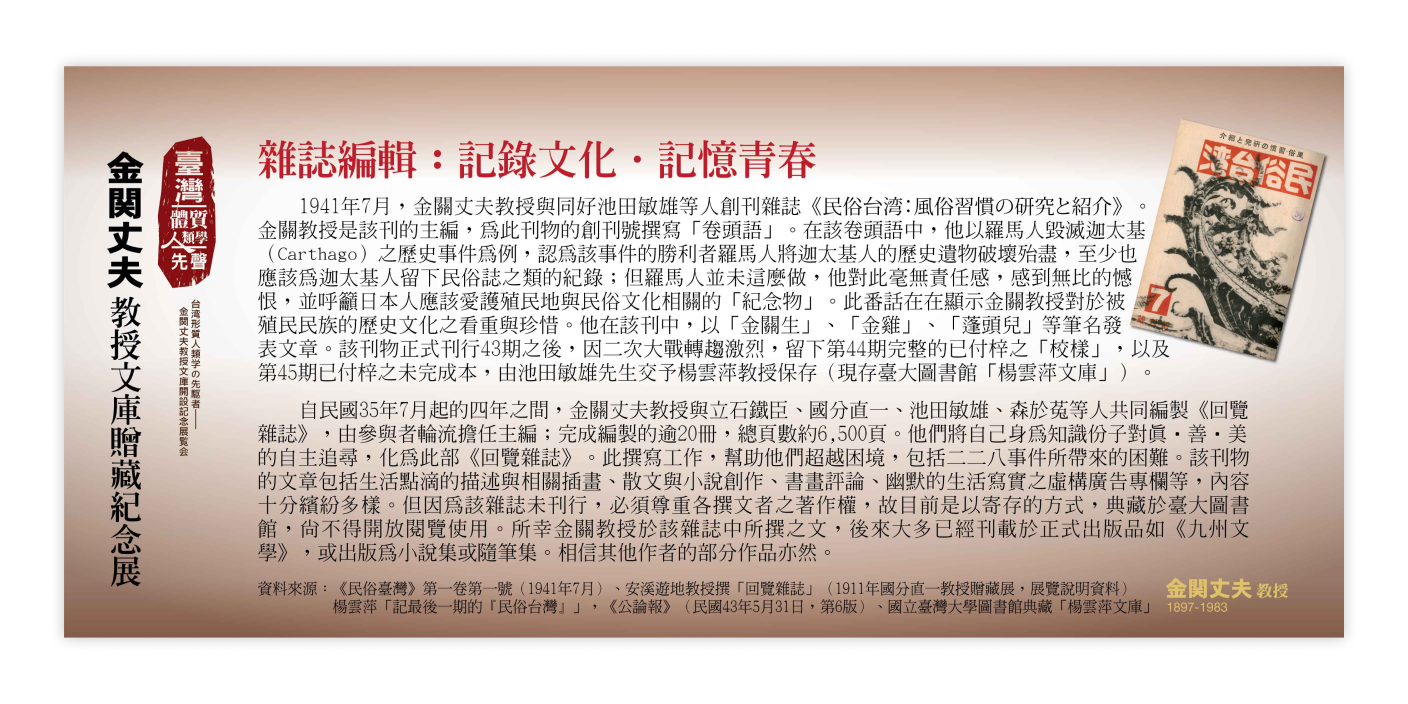 金関丈夫教授文庫贈藏紀念展
臺灣
體質
人類學
先聲
台湾形質人類学の先駆者——
金関丈夫教授文庫開設記念展覧会
雜誌編輯：記錄文化・記憶青春
1941年7月，金關丈夫教授與同好池田敏雄等人創刊雜誌《民俗台湾：風俗習慣の研究と紹介》。
金關教授是該刊的主編，爲此刊物的創刊號撰寫「卷頭語」。在該卷頭語中，他以羅馬人毀滅迦太基
（Carthago）之歷史事件爲例，認爲該事件的勝利者羅馬人將迦太基人的歷史遺物破壞殆盡，至少也
應該爲迦太基人留下民俗誌之類的紀錄；但羅馬人並未這麼做，他對此毫無責任感，感到無比的憾
恨，並呼籲日本人應該愛護殖民地與民俗文化相關的「紀念物」。此番話在在顯示金關教授對於被
殖民民族的歷史文化之看重與珍惜。他在該刊中，以「金關生」、「金雞」、「蓬頭兒」等筆名發
表文章。該刊物正式刊行43期之後，因二次大戰轉趨激烈，留下第44期完整的已付梓之「校樣」，以及
第45期已付梓之未完成本，由池田敏雄先生交予楊雲萍教授保存（現存臺大圖書館「楊雲萍文庫」）。
自民國35年7月起的四年之間，金關丈夫教授與立石鐵臣、國分直一、池田敏雄、森於菟等人共同編製《回覽
雜誌》，由參與者輪流擔任主編；完成編製的逾20冊，總頁數約6,500頁。他們將自己身爲知識份子對眞・善・美
的自主追尋，化爲此部《回覽雜誌》。此撰寫工作，幫助他們超越困境，包括二二八事件所帶來的困難。該刊物
的文章包括生活點滴的描述與相關插畫、散文與小說創作、書畫評論、幽默的生活寫實之虛構廣告專欄等，內容
十分繽紛多樣。但因爲該雜誌未刊行，必須尊重各撰文者之著作權，故目前是以寄存的方式，典藏於臺大圖書
館，尙不得開放閱覽使用。所幸金關教授於該雜誌中所撰之文，後來大多已經刊載於正式出版品如《九州文
學》，或出版爲小說集或隨筆集。相信其他作者的部分作品亦然。
資料來源：《民俗臺灣》第一卷第一號（1941年7月）、安溪遊地教授撰「回覽雜誌」（1911年國分直一教授贈藏展，展覽說明資料）
楊雲萍「記最後一期的『民俗台灣』」，《公論報》（民國43年5月31日，第6版）、國立臺灣大學圖書館典藏「楊雲萍文庫」
介紹と究研の慣習・俗風
湾台俗民
7
金関丈夫 教授
1897-1983